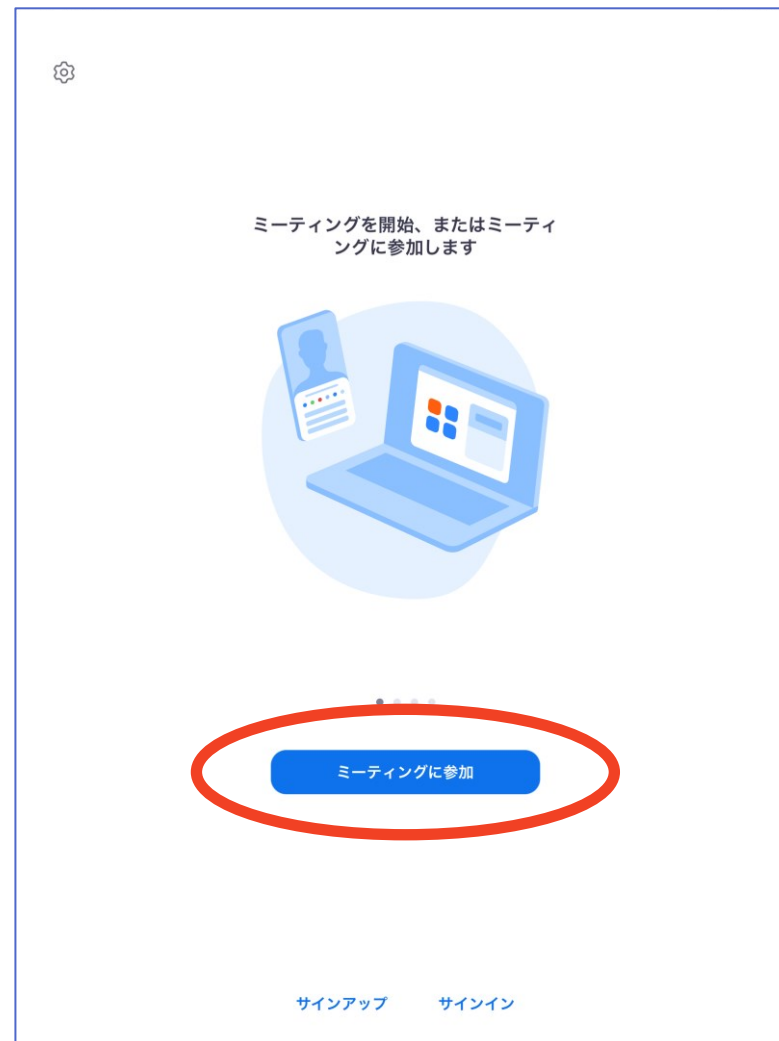 ミーティングを開始、またはミーティ
ングに参加します
ミーティングに参加
サインアップ サインイン